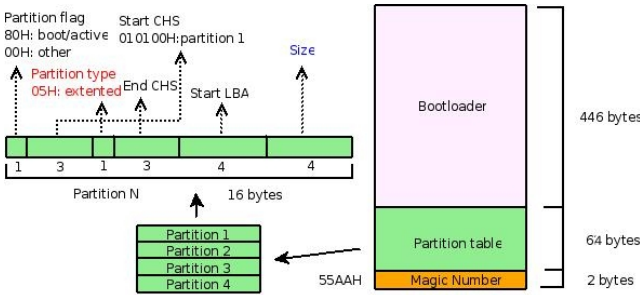 Partition flag
80H: boot/active
00H: other
Start CHS
010100H:partition 1
Partition type
05H: extented
End CHS
Start LBA
Size
1 3 1 3 4 4
Partition N 16 bytes
Partition 1
Partition 2
Partition 3
Partition 4
Bootloader
446 bytes
Partition table
64 bytes
55AAH
Magic Number
2 bytes